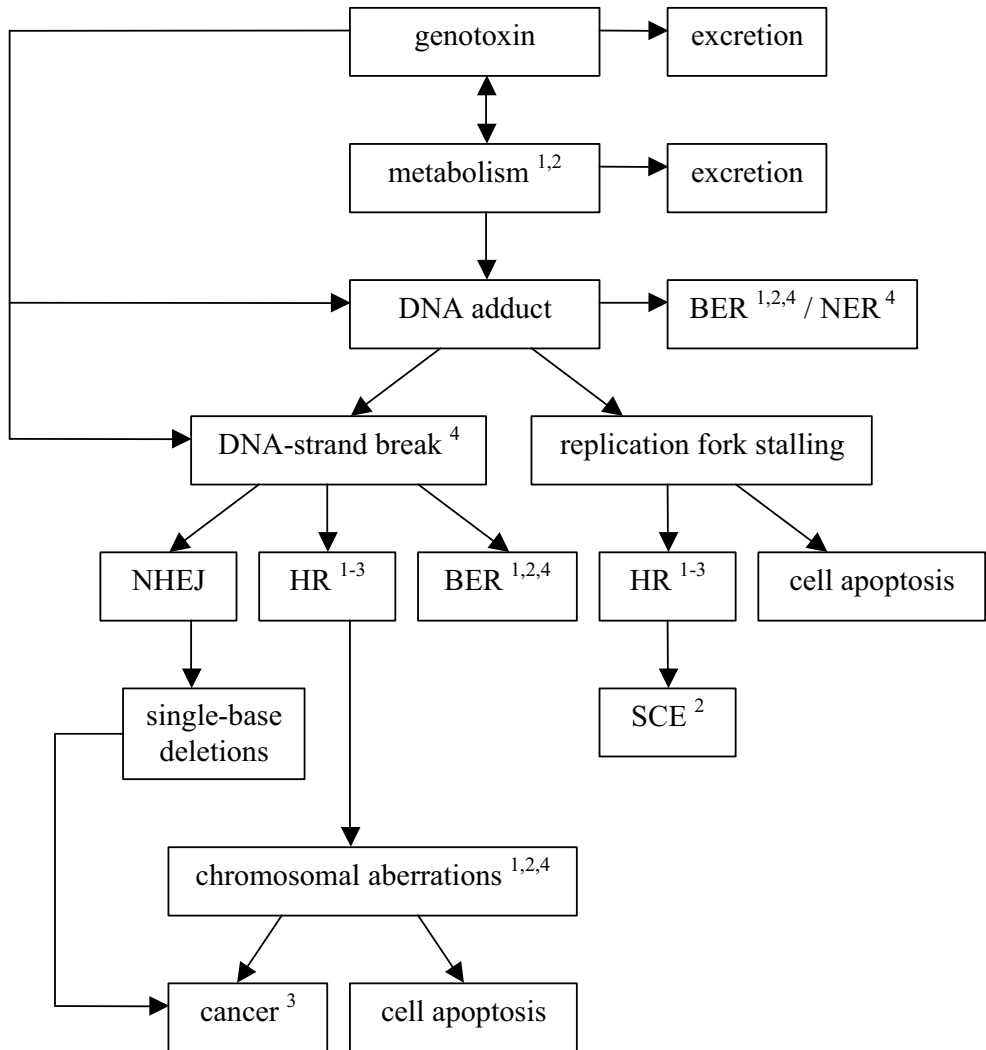 genotoxin
excretion
metabolism 1,2
excretion
DNA adduct
BER 1,2,4 / NER 4
DNA-strand break 4
replication fork stalling
NHEJ
HR 1-3
BER 1,2,4
HR 1-3
cell apoptosis
single-base
deletions
SCE 2
chromosomal aberrations 1,2,4
cancer 3
cell apoptosis